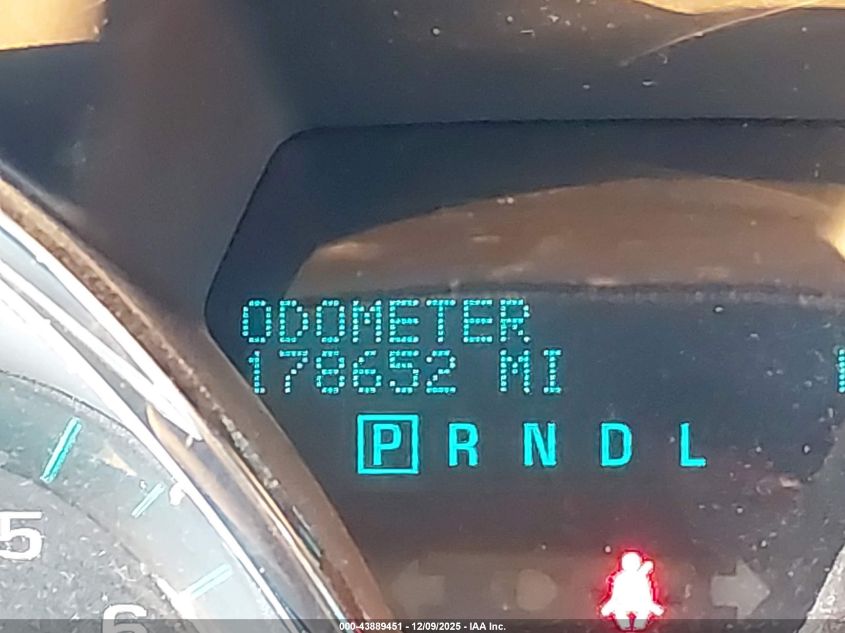 ODOMETER
178652 MI
P R N D L
5
6
000-43889451 - 12/09/2025 - IAA Inc.